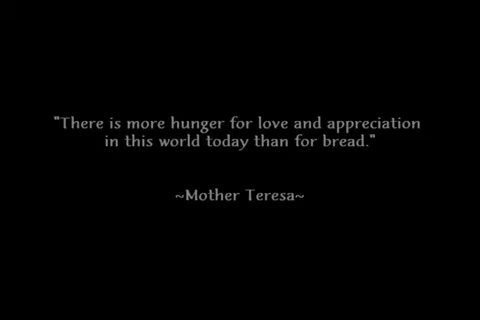 "There is more hunger for love and appreciation
in this world today than for bread."
~Mother Teresa~